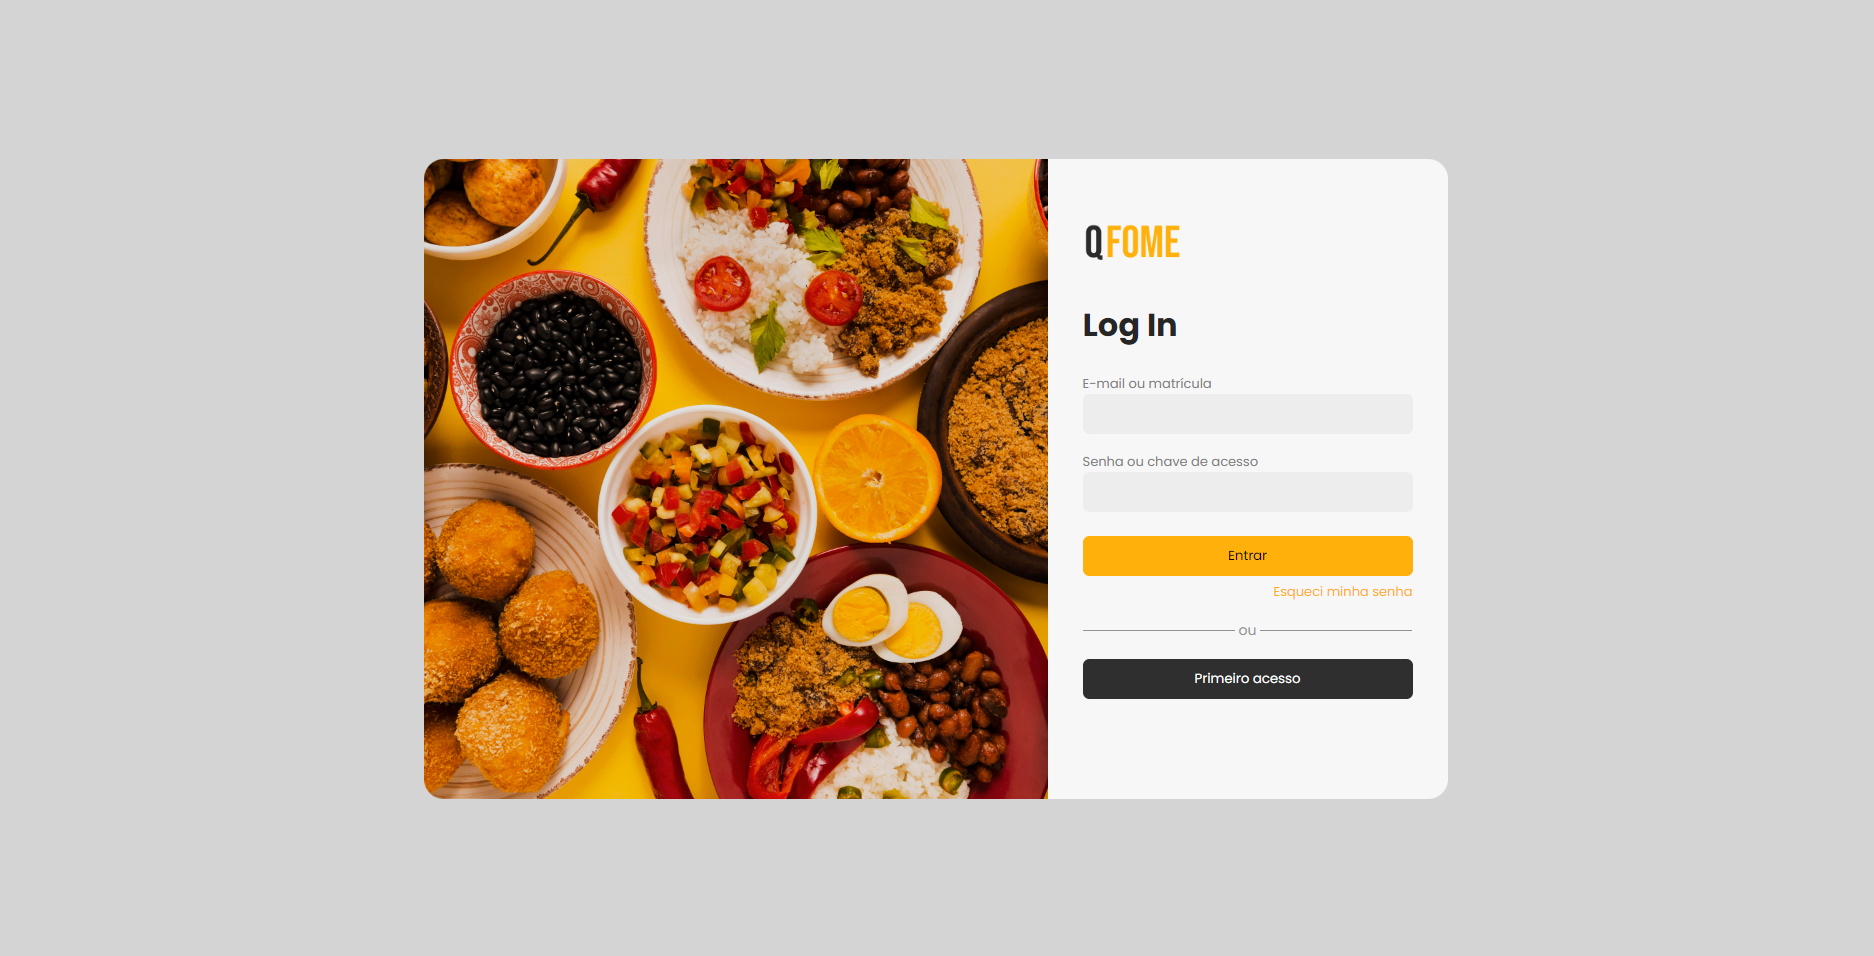 QFOME
Log In
E-mail ou matrícula
Senha ou chave de acesso
Entrar
Esqueci minha senha
ou
Primeiro acesso